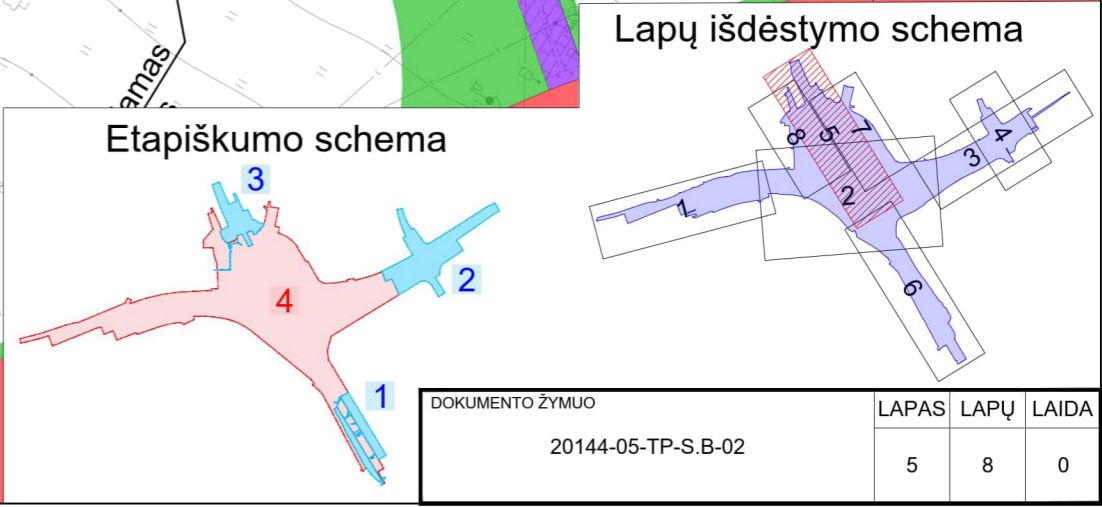 Lapų išdėstymo schema
8
5
7
2
1
3
4
6
amas
Etapiškumo schema
3
2
4
1
DOKUMENTO ŽYMUO
20144-05-TP-S.B-02
LAPAS LAPŲ LAIDA
5 8 0